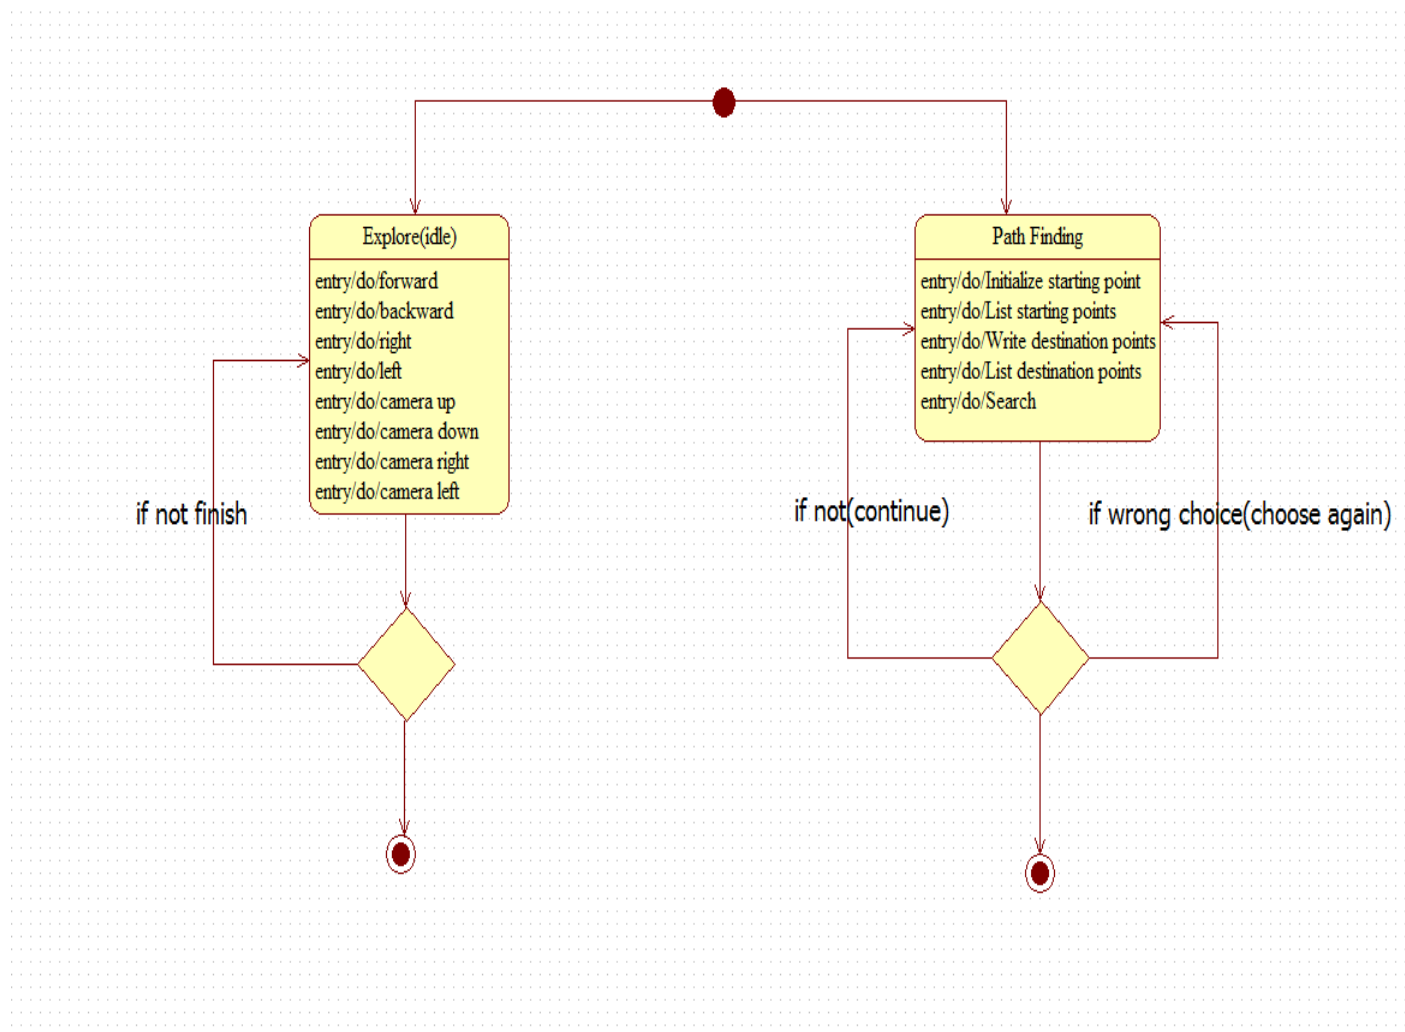 Explore(idle)
entry/do/forward
entry/do/backward
entry/do/right
entry/do/left
entry/do/camera up
entry/do/camera down
entry/do/camera right
entry/do/camera left
if not finish
Path Finding
entry/do/Initialize starting point
entry/do/List starting points
entry/do/Write destination points
entry/do/List destination points
entry/do/Search
if not(continue)
if wrong choice(choose again)